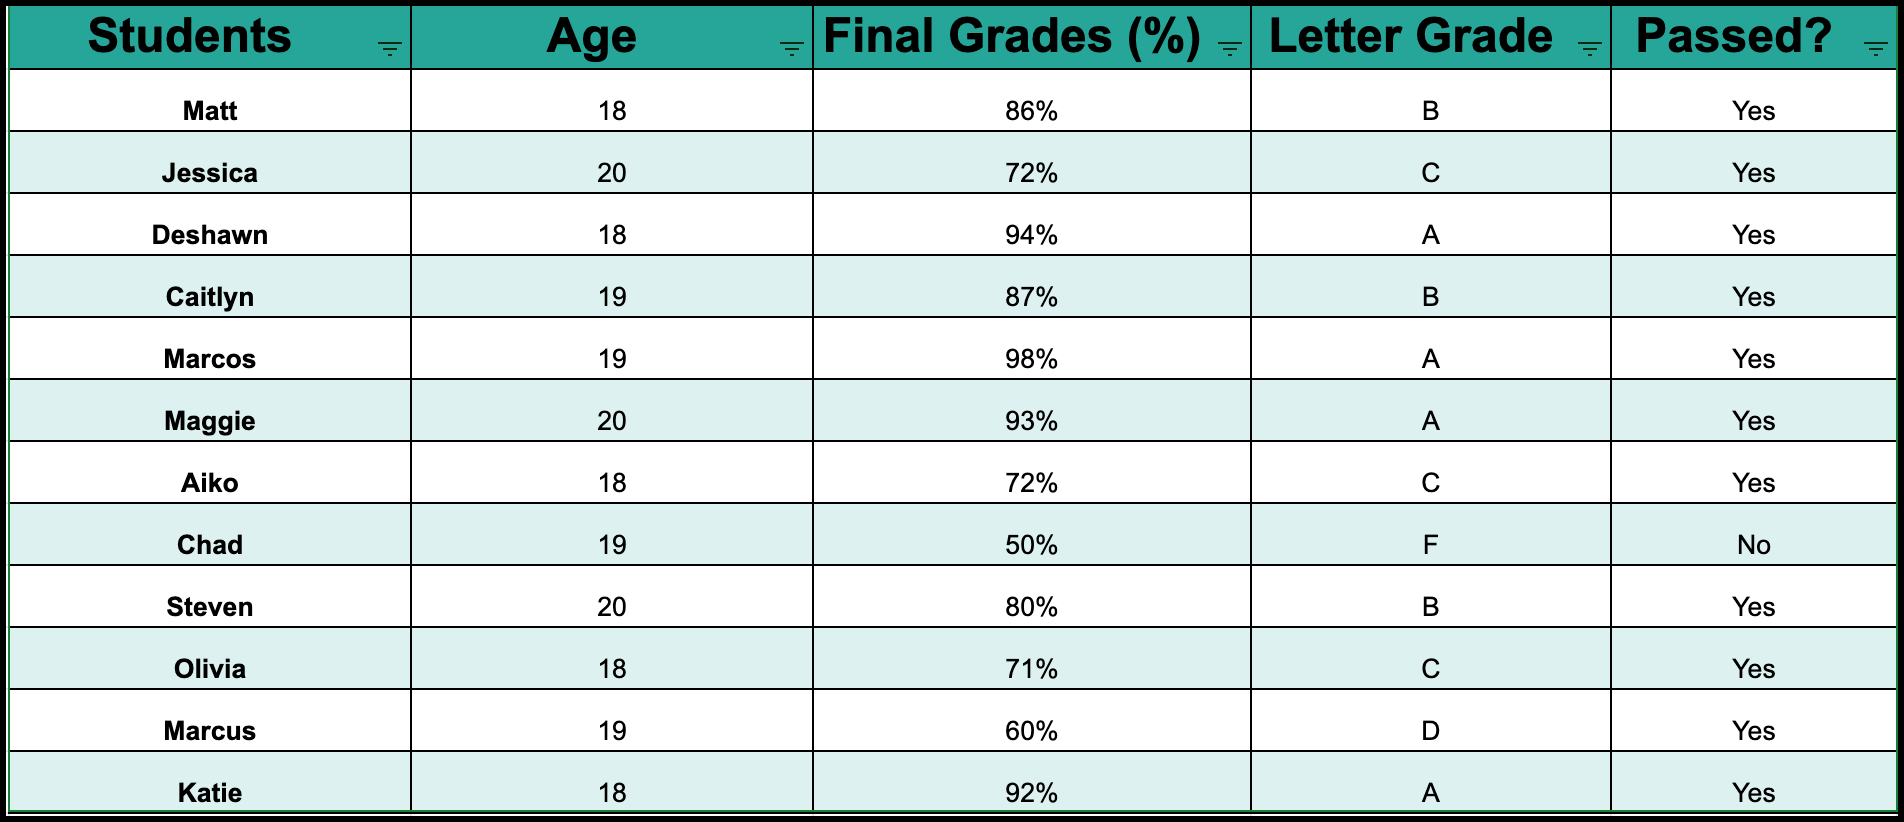 Students Age Final Grades (%) Letter Grade Passed?
Matt 18 86% B Yes
Jessica 20 72% C Yes
Deshawn 18 94% A Yes
Caitlyn 19 87% B Yes
Marcos 19 98% A Yes
Maggie 20 93% A Yes
Aiko 18 72% C Yes
Chad 19 50% F No
Steven 20 80% B Yes
Olivia 18 71% C Yes
Marcus 19 60% D Yes
Katie 18 92% A Yes